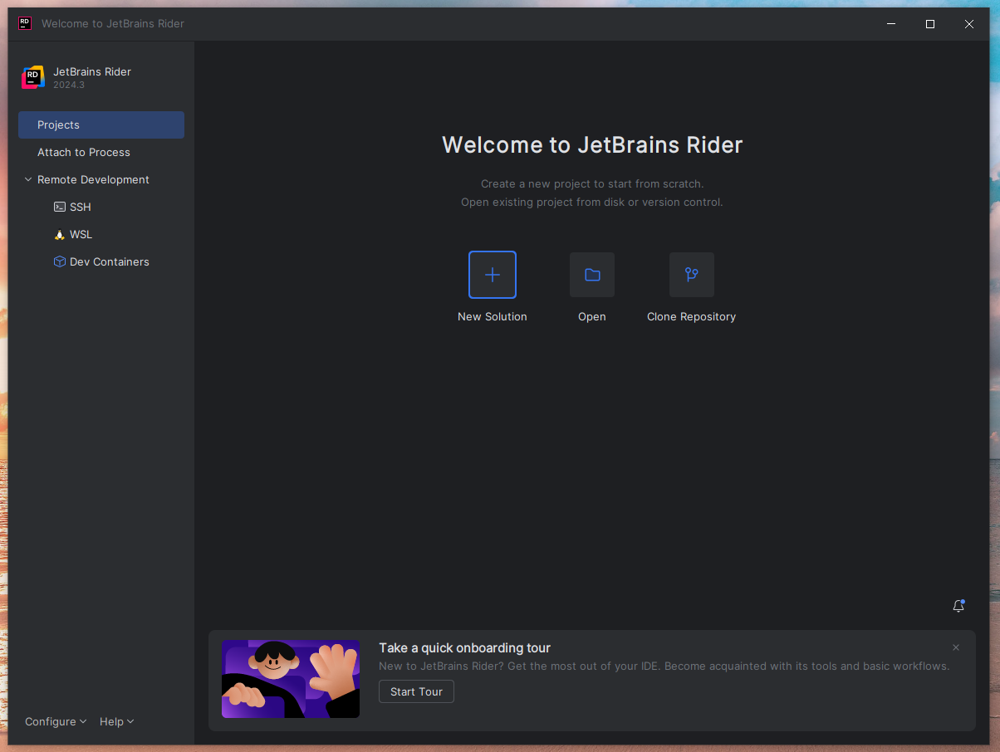 RD
Welcome to JetBrains Rider
RD
JetBrains Rider
2024.3
Projects
Attach to Process
Remote Development
SSH
WSL
Dev Containers
Welcome to JetBrains Rider
Create a new project to start from scratch.
Open existing project from disk or version control.
New Solution
Open
Clone Repository
Take a quick onboarding tour
New to JetBrains Rider? Get the most out of your IDE. Become acquainted with its tools and basic workflows.
Start Tour
Configure
Help